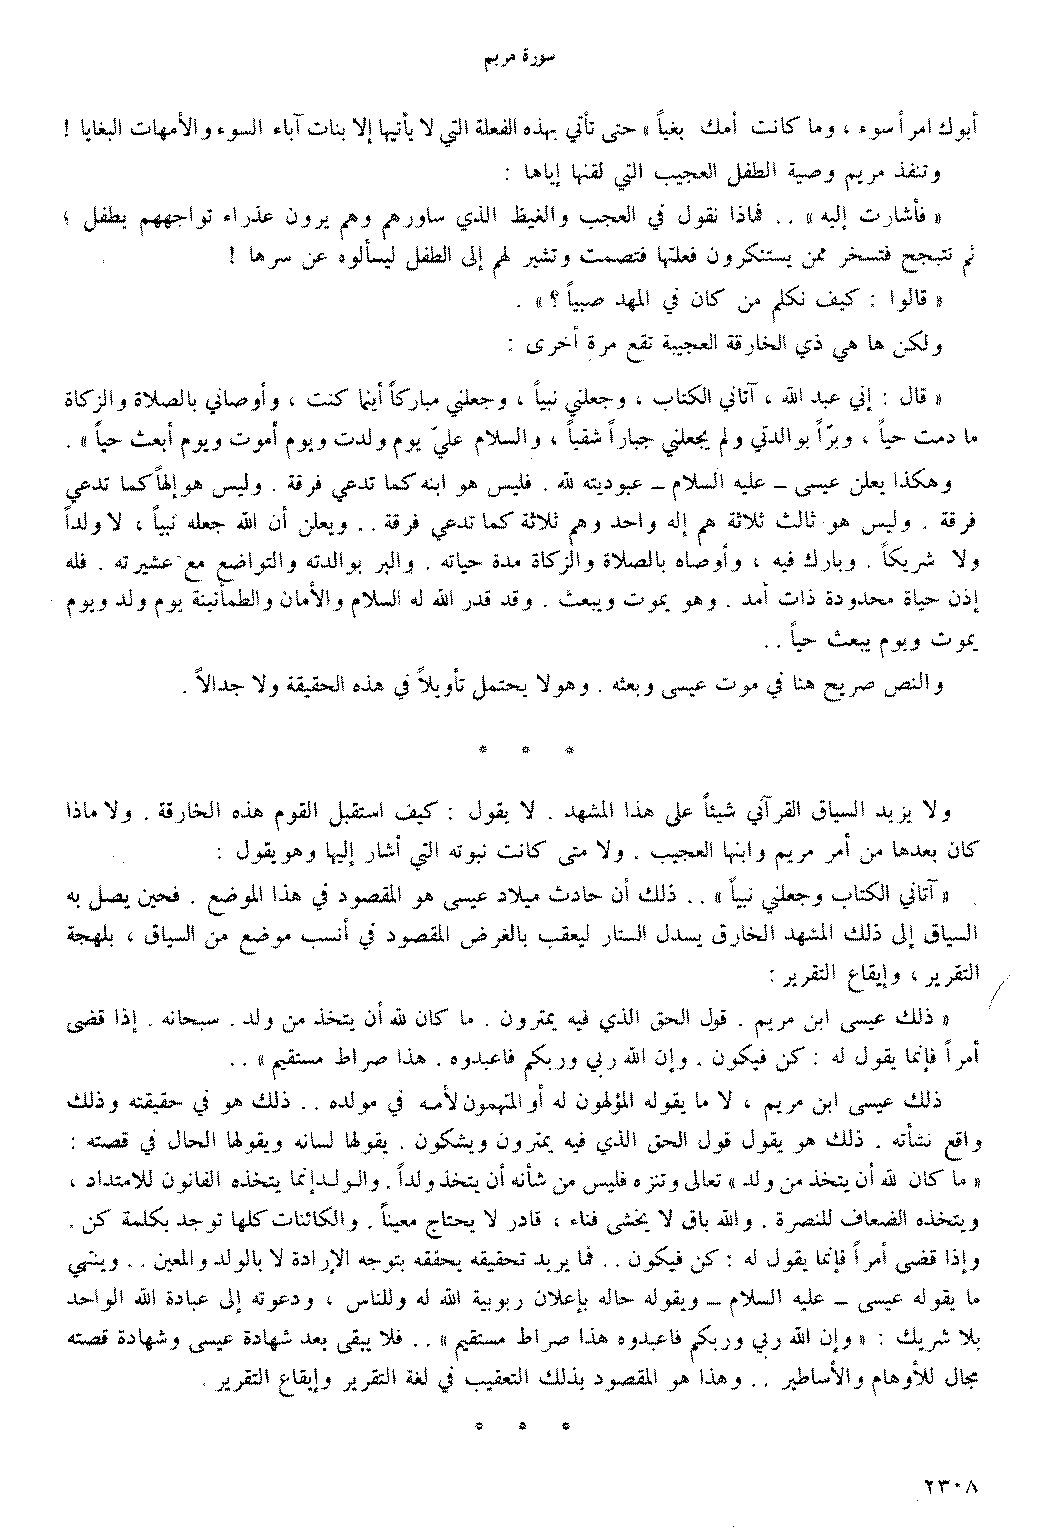 سورة مريم
أبوك امرأ سوء ، وما كانت أمك بغياً » حتى تأتي بهذه الفعلة التي لا يأتيها إلا بنات آباء السوء والأمهات البغايا !
وتنفذ مريم وصية الطفل العجيب التي لقنها إياها :
« فأشارت إليه » .. فماذا نقول في العجب والغيظ الذي ساورهم وهم يرون عذراء تواجههم بطفل ؛
ثم تتبجح فتسخر ممن يستنكرون فعلتها فتصمت وتشير لهم إلى الطفل ليسألوه عن سرها !
« قالوا : كيف نكلم من كان في المهد صبياً ؟ » .
ولكن ها هي ذي الخارقة العجيبة تقع مرة أخرى :
« قال : إني عبد الله ، آتاني الكتاب ، وجعلني نبياً ، وجعلني مباركاً أينما كنت ، وأوصاني بالصلاة والزكاة
ما دمت حياً ، وبرّاً بوالدتي ولم يجعلني جباراً شقياً ، والسلام عليّ يوم ولدت ويوم أموت ويوم أبعث حياً » .
وهكذا يعلن عيسى – عليه السلام – عبوديته لله . فليس هو ابنه كما تدعي فرقة . وليس هو إلهاً كما تدعي
فرقة . وليس هو ثالث ثلاثة هم إله واحد وهم ثلاثة كما تدعي فرقة .. ويعلن أن الله جعله نبياً ، لا ولداً
ولا شريكاً . وبارك فيه ، وأوصاه بالصلاة والزكاة مدة حياته . والبر بوالدته والتواضع مع عشيرته . فله
إذن حياة محدودة ذات أمد . وهو يموت ويبعث . وقد قدر الله له السلام والأمان والطمأنينة يوم ولد ويوم
يموت ويوم يبعث حياً ..
والنص صريح هنا في موت عيسى وبعثه . وهو لا يحتمل تأويلاً في هذه الحقيقة ولا جدالاً .
* * *
ولا يزيد السياق القرآني شيئاً على هذا المشهد . لا يقول : كيف استقبل القوم هذه الخارقة . ولا ماذا
كان بعدها من أمر مريم وابنها العجيب . ولا متى كانت نبوته التي أشار إليها وهو يقول :
« آتاني الكتاب وجعلني نبياً » .. ذلك أن حادث ميلاد عيسى هو المقصود في هذا الموضع . فحين يصل به
السياق إلى ذلك المشهد الخارق يسدل الستار ليعقب بالغرض المقصود في أنسب موضع من السياق ، بلهجة
التقرير ، وإيقاع التقرير :
« ذلك عيسى ابن مريم . قول الحق الذي فيه يمترون . ما كان لله أن يتخذ من ولد . سبحانه . إذا قضى
أمراً فإنما يقول له : كن فيكون . وإن الله ربي وربكم فاعبدوه . هذا صراط مستقيم » ..
ذلك عيسى ابن مريم ، لا ما يقوله المؤلهون له أو المتهمون لأمه في مولده .. ذلك هو في حقيقته وذلك
واقع نشأته . ذلك هو يقول قول الحق الذي فيه يمترون ويشكون . يقولها لسانه ويقولها الحال في قصته :
« ما كان لله أن يتخذ من ولد » تعالى وتنزه فليس من شأنه أن يتخذ ولداً . والولد إنما يتخذه الفانون للامتداد ،
ويتخذه الضعاف للنصرة . والله باق لا يخشى فناء ، قادر لا يحتاج معيناً . والكائنات كلها توجد بكلمة كن .
وإذا قضى أمراً فإنما يقول له : كن فيكون .. فما يريد تحقيقه يحققه بتوجه الإرادة لا بالولد والمعين .. وينتهي
ما يقوله عيسى – عليه السلام – ويقوله حاله بإعلان ربوبية الله له وللناس ، ودعوته إلى عبادة الله الواحد
بلا شريك : « وإن الله ربي وربكم فاعبدوه هذا صراط مستقيم » .. فلا يبقى بعد شهادة عيسى وشهادة قصته
مجال للأوهام والأساطير .. وهذا هو المقصود بذلك التعقيب في لغة التقرير وإيقاع التقرير .
* * *
٢٣٠٨